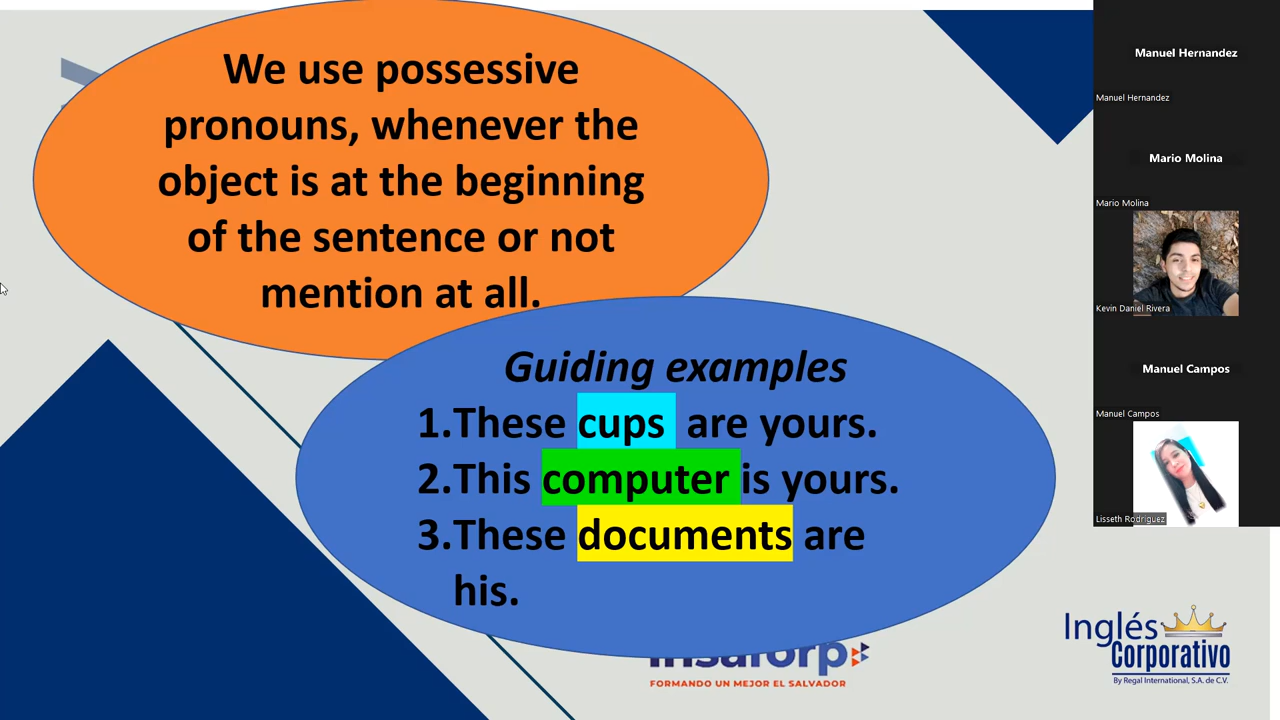 We use possessive
pronouns, whenever the
object is at the beginning
of the sentence or not
mention at all.
Guiding examples
1.These cups are yours.
2.This computer is yours.
3.These documents are
his.
Manuel Hernandez
Manuel Hernandez
Mario Molina
Mario Molina
Kevin Daniel Rivera
Manuel Campos
Manuel Campos
Lisseth Rodriguez
insaforp
FORMANDO UN MEJOR EL SALVADOR
Inglés
Corporativo
By Regal International, S.A. de C.V.